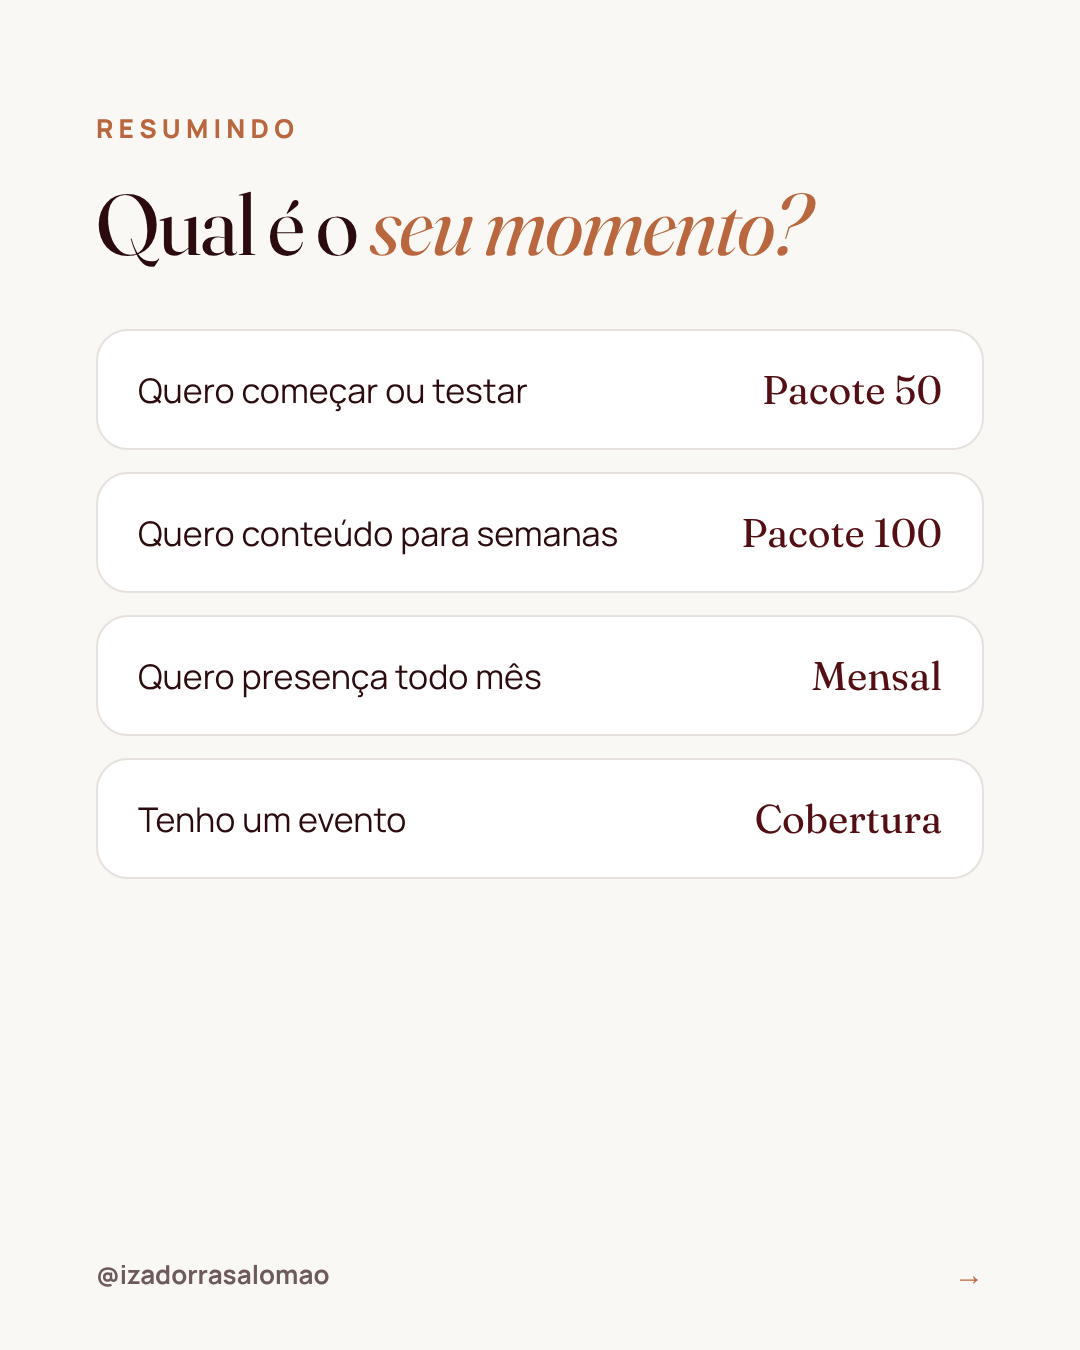 RESUMINDO
Qual é o seu momento?
Quero começar ou testar Pacote 50
Quero conteúdo para semanas Pacote 100
Quero presença todo mês Mensal
Tenho um evento Cobertura
@izadorrasalomao →